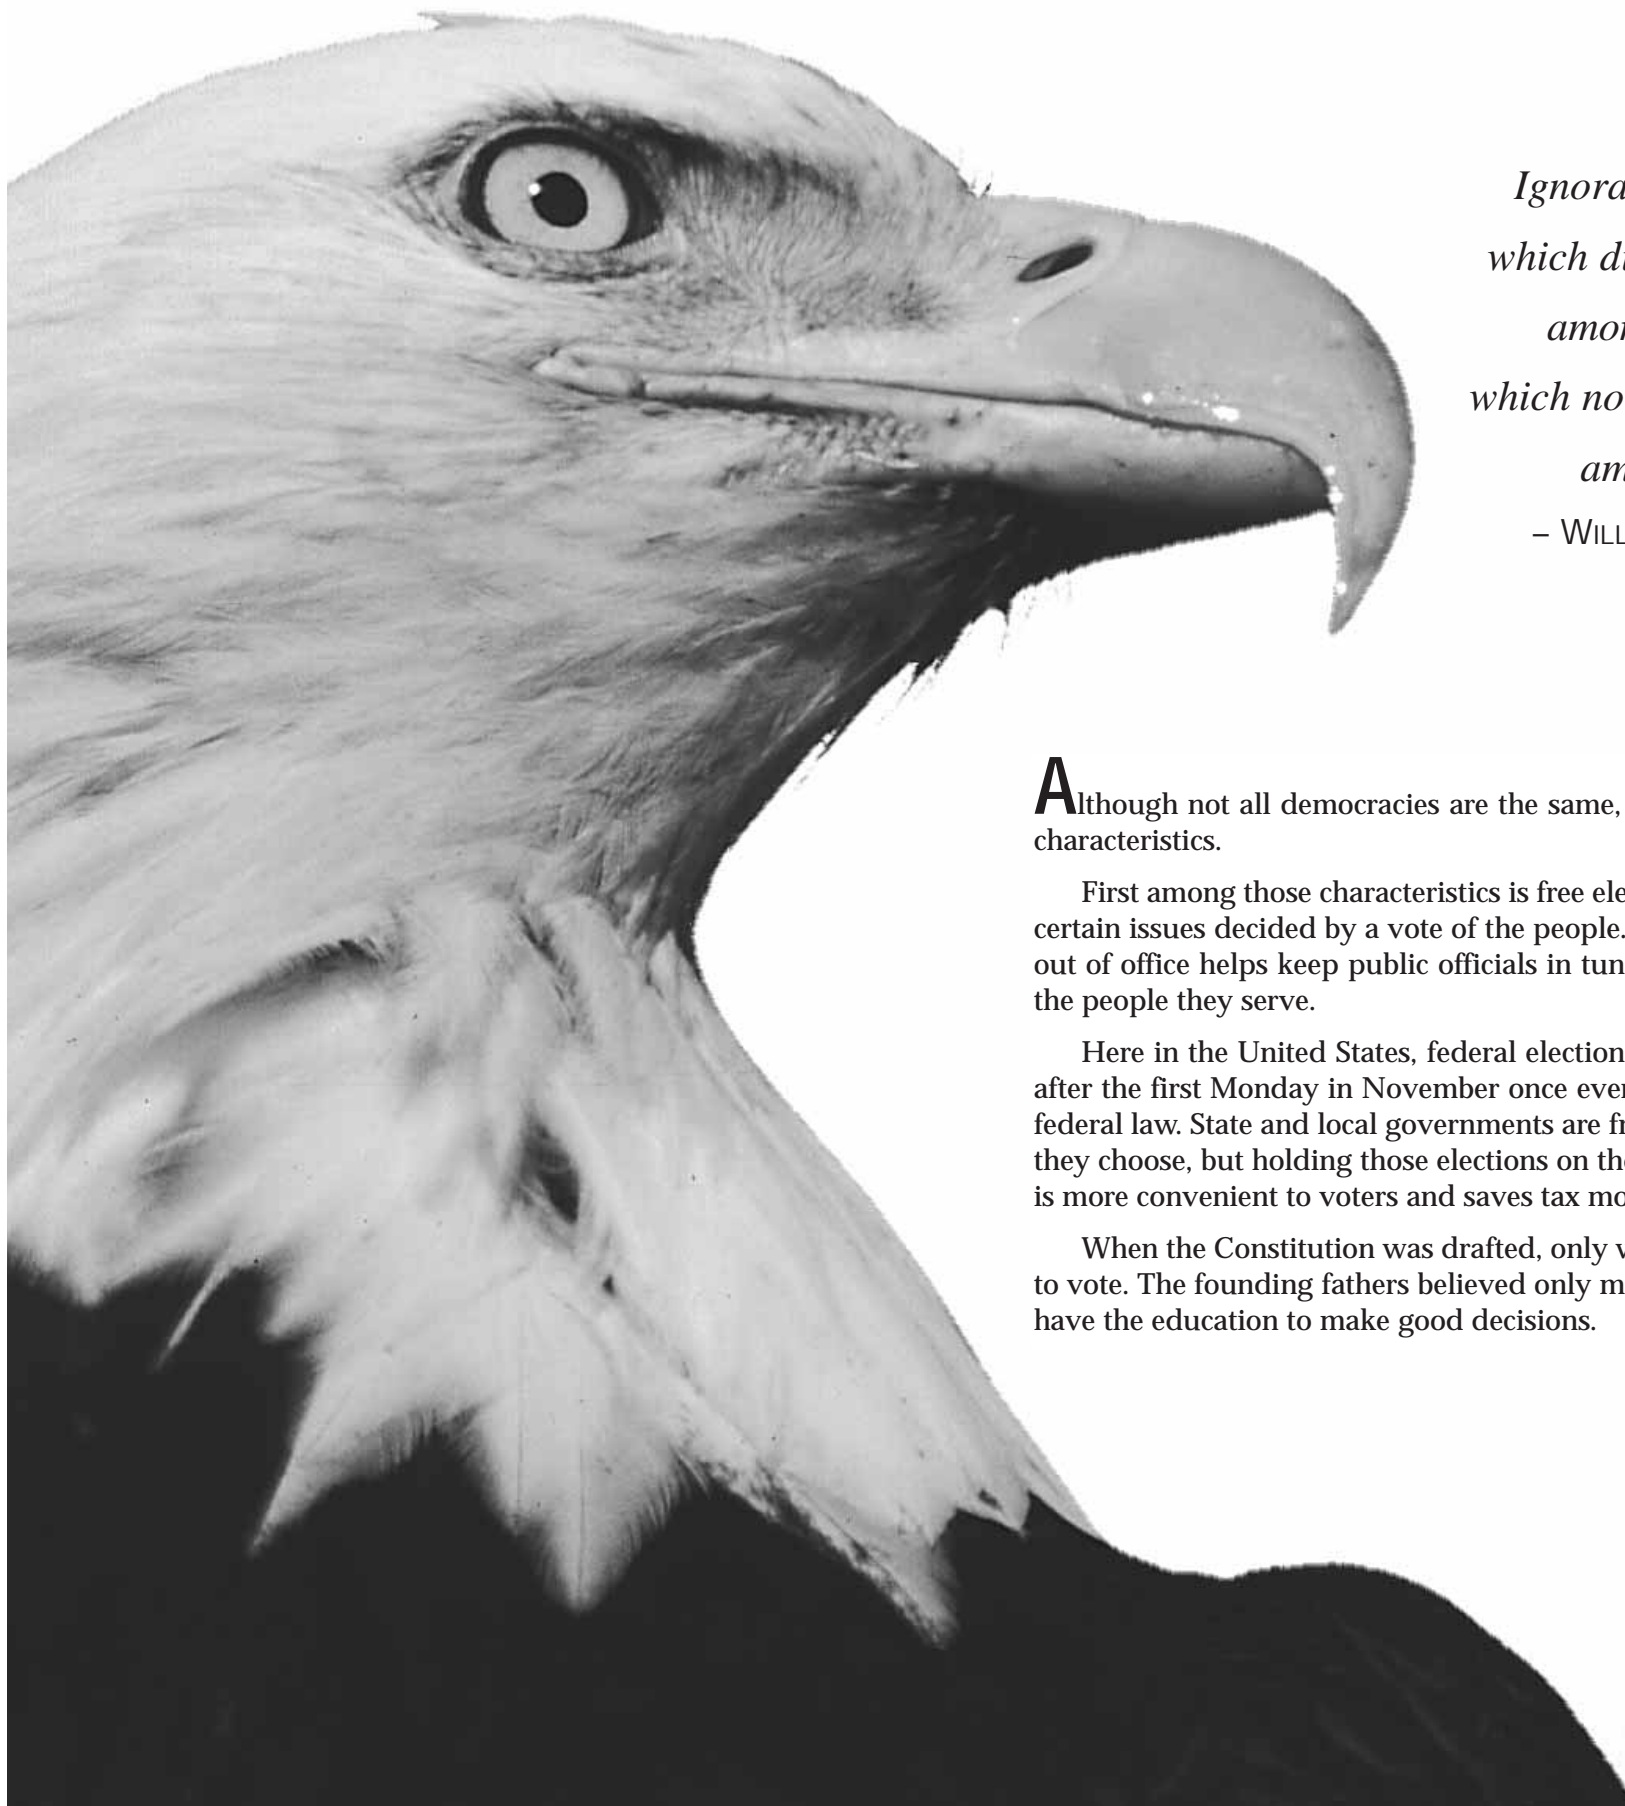 Ignora
which di
amor
which no
am
– WILL
Although not all democracies are the same,
characteristics.
First among those characteristics is free ele
certain issues decided by a vote of the people.
out of office helps keep public officials in tun
the people they serve.
Here in the United States, federal election
after the first Monday in November once ever
federal law. State and local governments are fr
they choose, but holding those elections on the
is more convenient to voters and saves tax mo
When the Constitution was drafted, only w
to vote. The founding fathers believed only m
have the education to make good decisions.